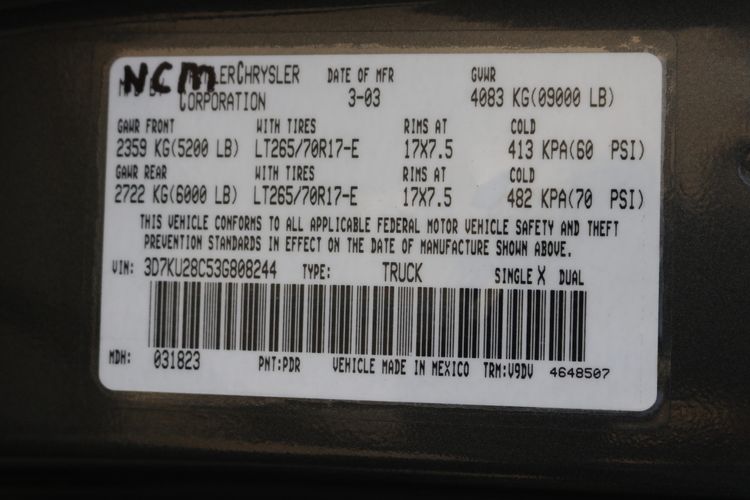 NCM LERCHRYSLER DATE OF MFR GVWR
CORPORATION 3-03 4083 KG(09000 LB)
GAWR FRONT WITH TIRES RIMS AT COLD
2359 KG(5200 LB) LT265/70R17-E 17X7.5 413 KPA(60 PSI)
GAWR REAR WITH TIRES RIMS AT COLD
2722 KG(6000 LB) LT265/70R17-E 17X7.5 482 KPA(70 PSI)
THIS VEHICLE CONFORMS TO ALL APPLICABLE FEDERAL MOTOR VEHICLE SAFETY AND THEFT
PREVENTION STANDARDS IN EFFECT ON THE DATE OF MANUFACTURE SHOWN ABOVE.
VIN: 3D7KU28C53G808244 TYPE: TRUCK SINGLE X DUAL
MDH: 031823 PNT:PDR VEHICLE MADE IN MEXICO TRM:V9DV 4648507